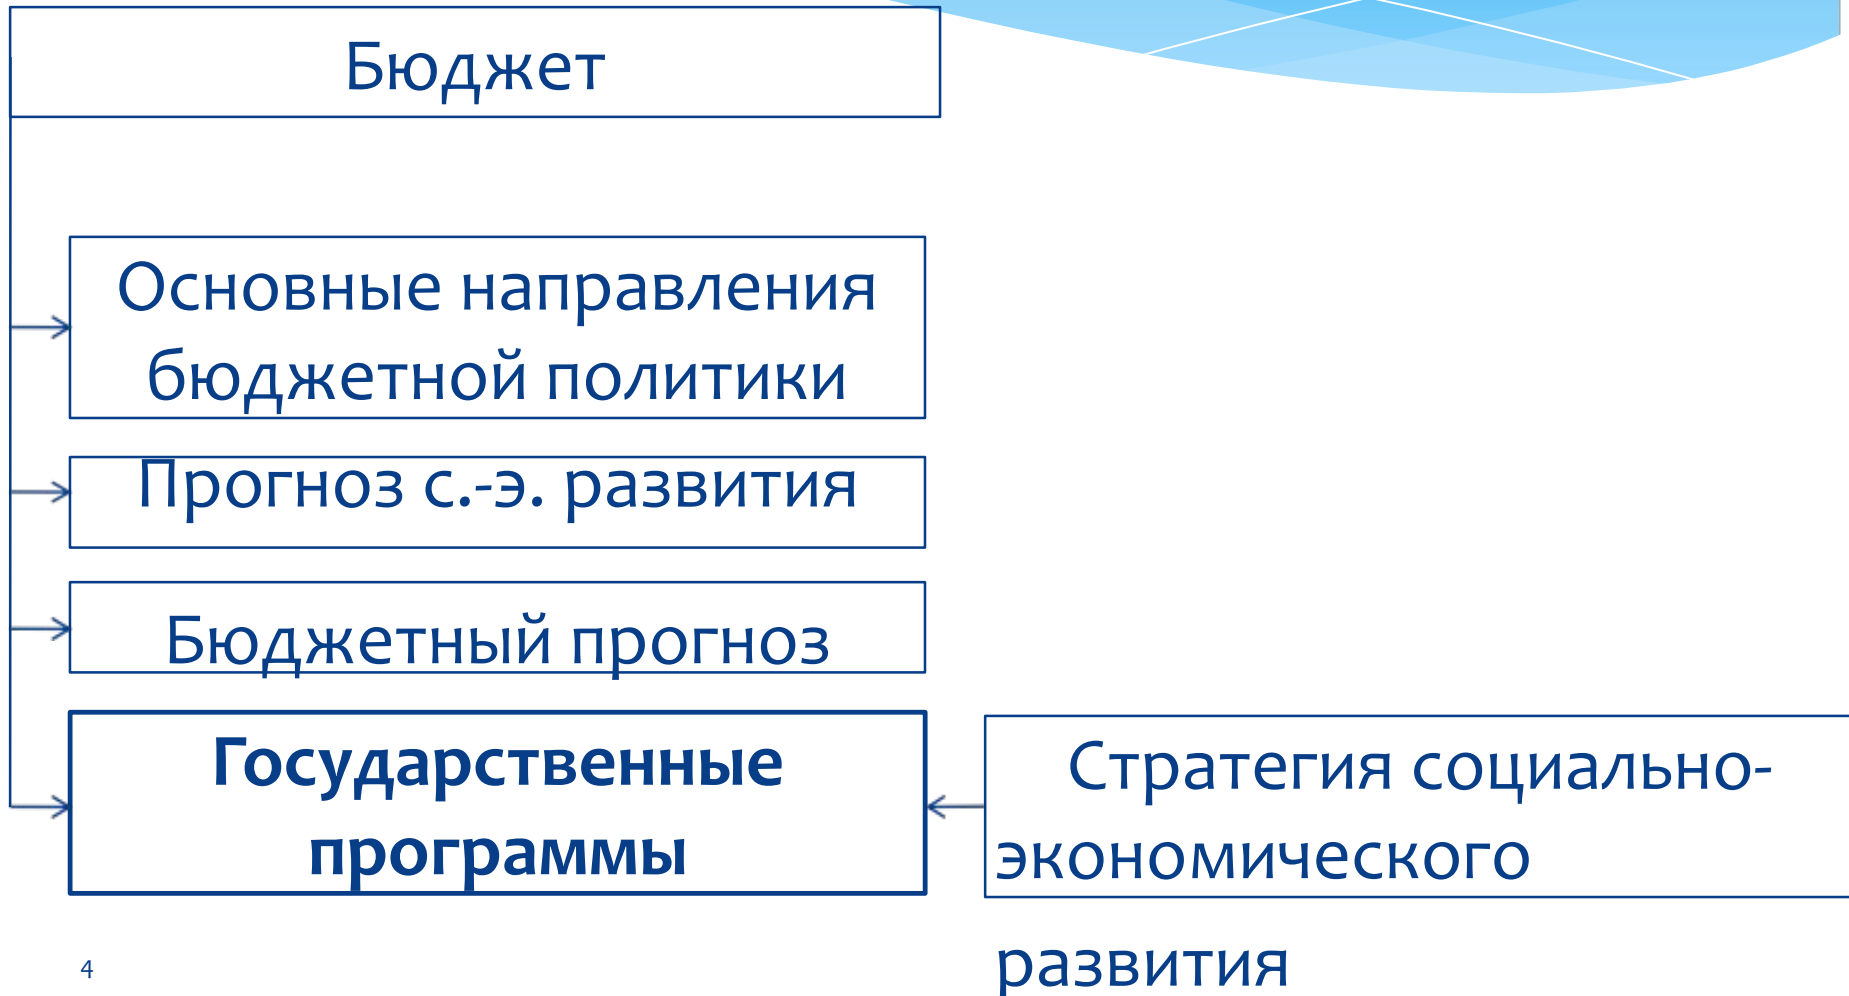 Бюджет
Основные направления
бюджетной политики
Прогноз с.-э. развития
Бюджетный прогноз
Государственные
программы
Стратегия социально-
экономического
развития
4